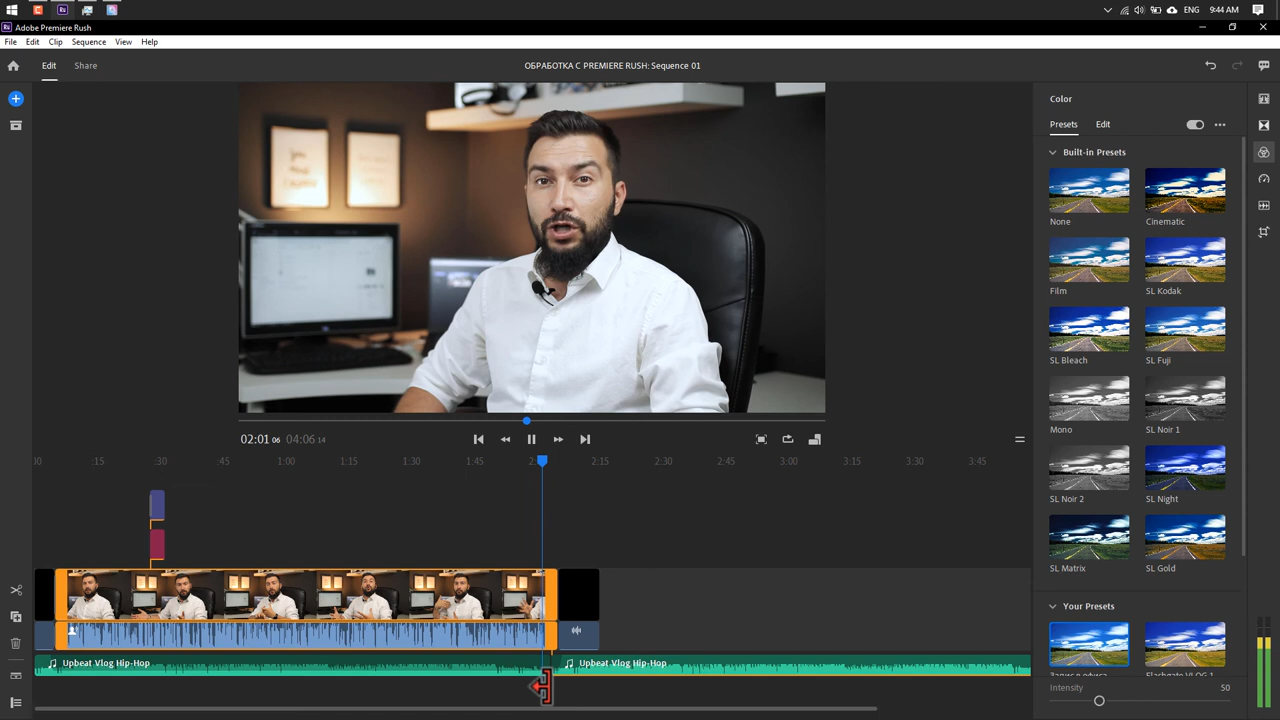 ENG
9:44 AM
Adobe Premiere Rush
File Edit Clip Sequence View Help
Edit Share
ОБРАБОТКА С PREMIERE RUSH: Sequence 01
Color
Presets Edit
Built-in Presets
None Cinematic
Film SL Kodak
SL Bleach SL Fuji
Mono SL Noir 1
SL Noir 2 SL Night
SL Matrix SL Gold
Your Presets
Intensity 50
02:01 06 04:06 14
:15 :30 :45 1:00 1:15 1:30 1:45 2:15 2:30 2:45 3:00 3:15 3:30 3:45
Upbeat Vlog Hip-Hop
Upbeat Vlog Hip-Hop